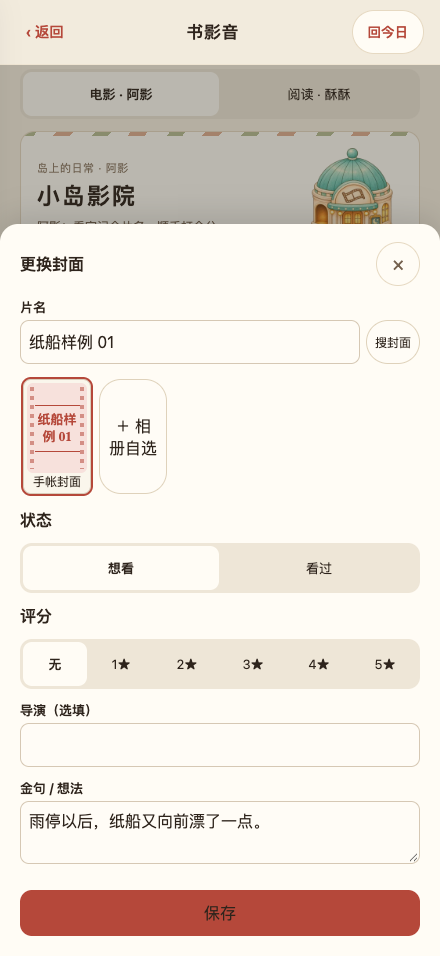 ‹ 返回
书影音
回今日
电影 · 阿影
阅读 · 酥酥
岛上的日常 · 阿影
小岛影院
更换封面
×
片名
纸船样例 01
搜封面
纸船样
例 01
手帐封面
＋ 相
册自选
状态
想看
看过
评分
无
1★
2★
3★
4★
5★
导演（选填）
金句 / 想法
雨停以后，纸船又向前漂了一点。
保存